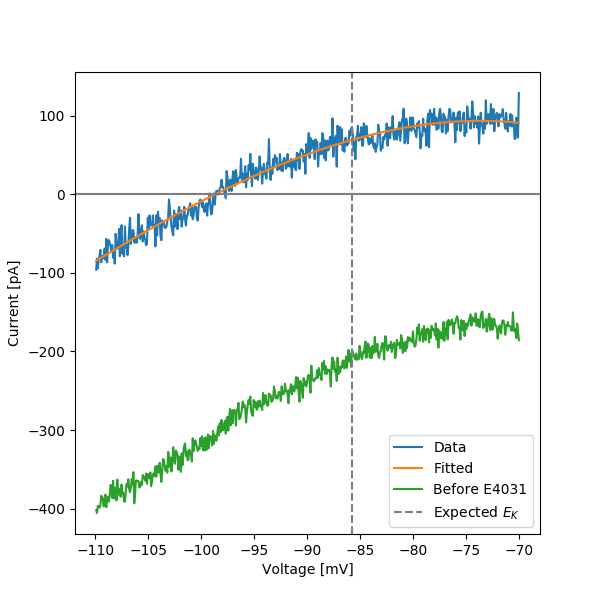 100
0
−100
−200
−300
−400
Current [pA]
Data
Fitted
Before E4031
Expected E_K
−110 −105 −100 −95 −90 −85 −80 −75 −70
Voltage [mV]